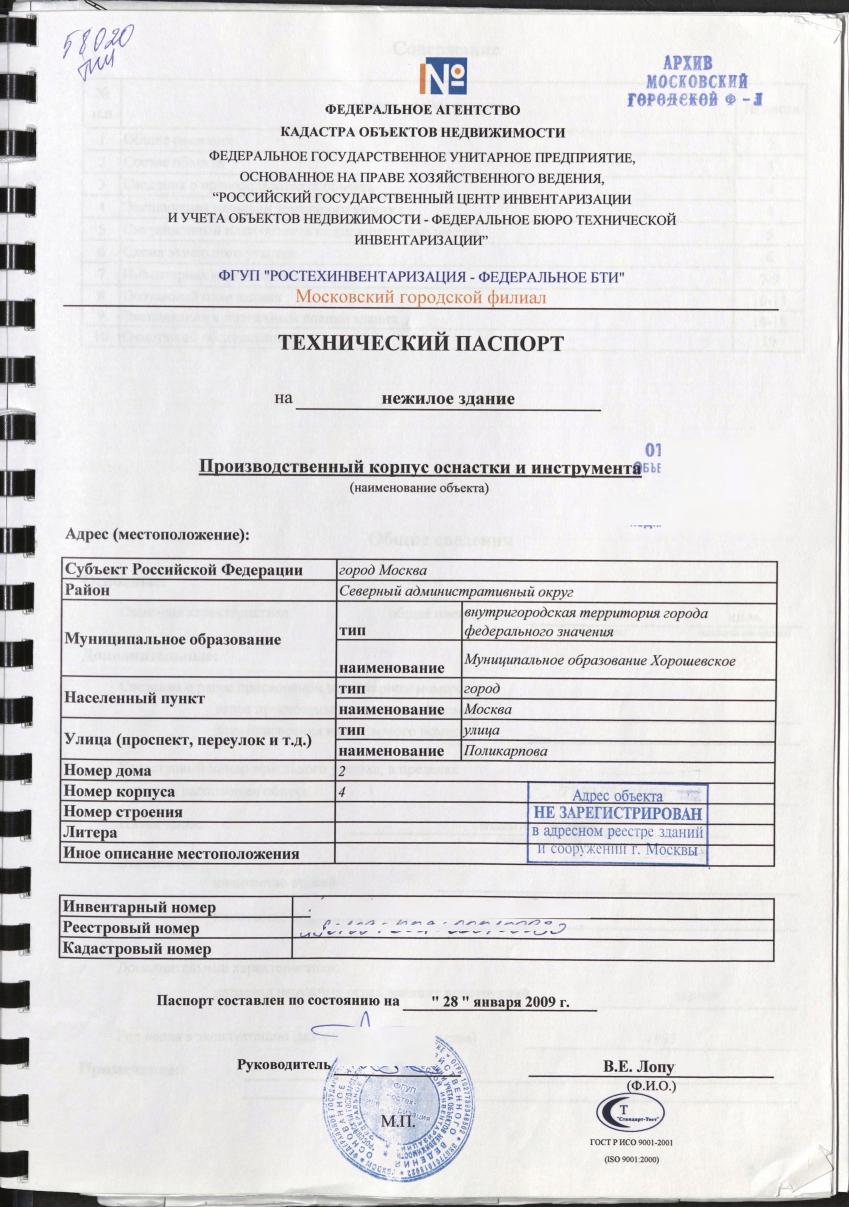 58020
АРХИВ
МОСКОВСКИЙ
ГОРОДСКОЙ Ф-Л
№
ФЕДЕРАЛЬНОЕ АГЕНТСТВО
КАДАСТРА ОБЪЕКТОВ НЕДВИЖИМОСТИ
ФЕДЕРАЛЬНОЕ ГОСУДАРСТВЕННОЕ УНИТАРНОЕ ПРЕДПРИЯТИЕ,
ОСНОВАННОЕ НА ПРАВЕ ХОЗЯЙСТВЕННОГО ВЕДЕНИЯ,
“РОССИЙСКИЙ ГОСУДАРСТВЕННЫЙ ЦЕНТР ИНВЕНТАРИЗАЦИИ
И УЧЕТА ОБЪЕКТОВ НЕДВИЖИМОСТИ - ФЕДЕРАЛЬНОЕ БЮРО ТЕХНИЧЕСКОЙ
ИНВЕНТАРИЗАЦИИ”
ФГУП "РОСТЕХИНВЕНТАРИЗАЦИЯ - ФЕДЕРАЛЬНОЕ БТИ"
Московский городской филиал
ТЕХНИЧЕСКИЙ ПАСПОРТ
на нежилое здание
Производственный корпус оснастки и инструмента
(наименование объекта)
Адрес (местоположение):
Субъект Российской Федерации город Москва
Район Северный административный округ
Муниципальное образование тип внутригородская территория города
федерального значения
наименование Муниципальное образование Хорошевское
Населенный пункт тип город
наименование Москва
Улица (проспект, переулок и т.д.) тип улица
наименование Поликарпова
Номер дома 2
Номер корпуса 4
Номер строения
Литера
Иное описание местоположения
Адрес объекта
НЕ ЗАРЕГИСТРИРОВАН
в адресном реестре зданий
и сооружений г. Москвы
Инвентарный номер
Реестровый номер
Кадастровый номер
Паспорт составлен по состоянию на " 28 " января 2009 г.
Руководитель В.Е. Лопу
(Ф.И.О.)
М.П.
Т
"Стандарт-Тест"
ГОСТ Р ИСО 9001-2001
(ISO 9001:2000)